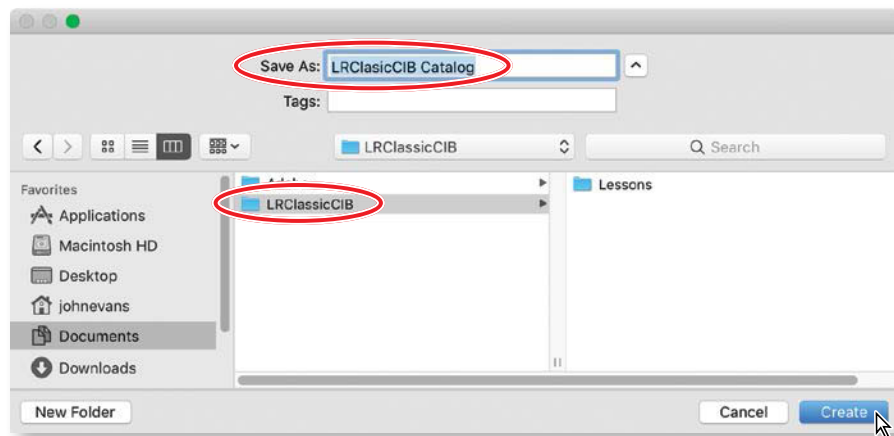 Save As: LRClasicCIB Catalog
Tags:
LRClassicCIB
Search
Favorites
Applications
Macintosh HD
Desktop
johnevans
Documents
Downloads
LRClassicCIB
Lessons
New Folder
Cancel
Create